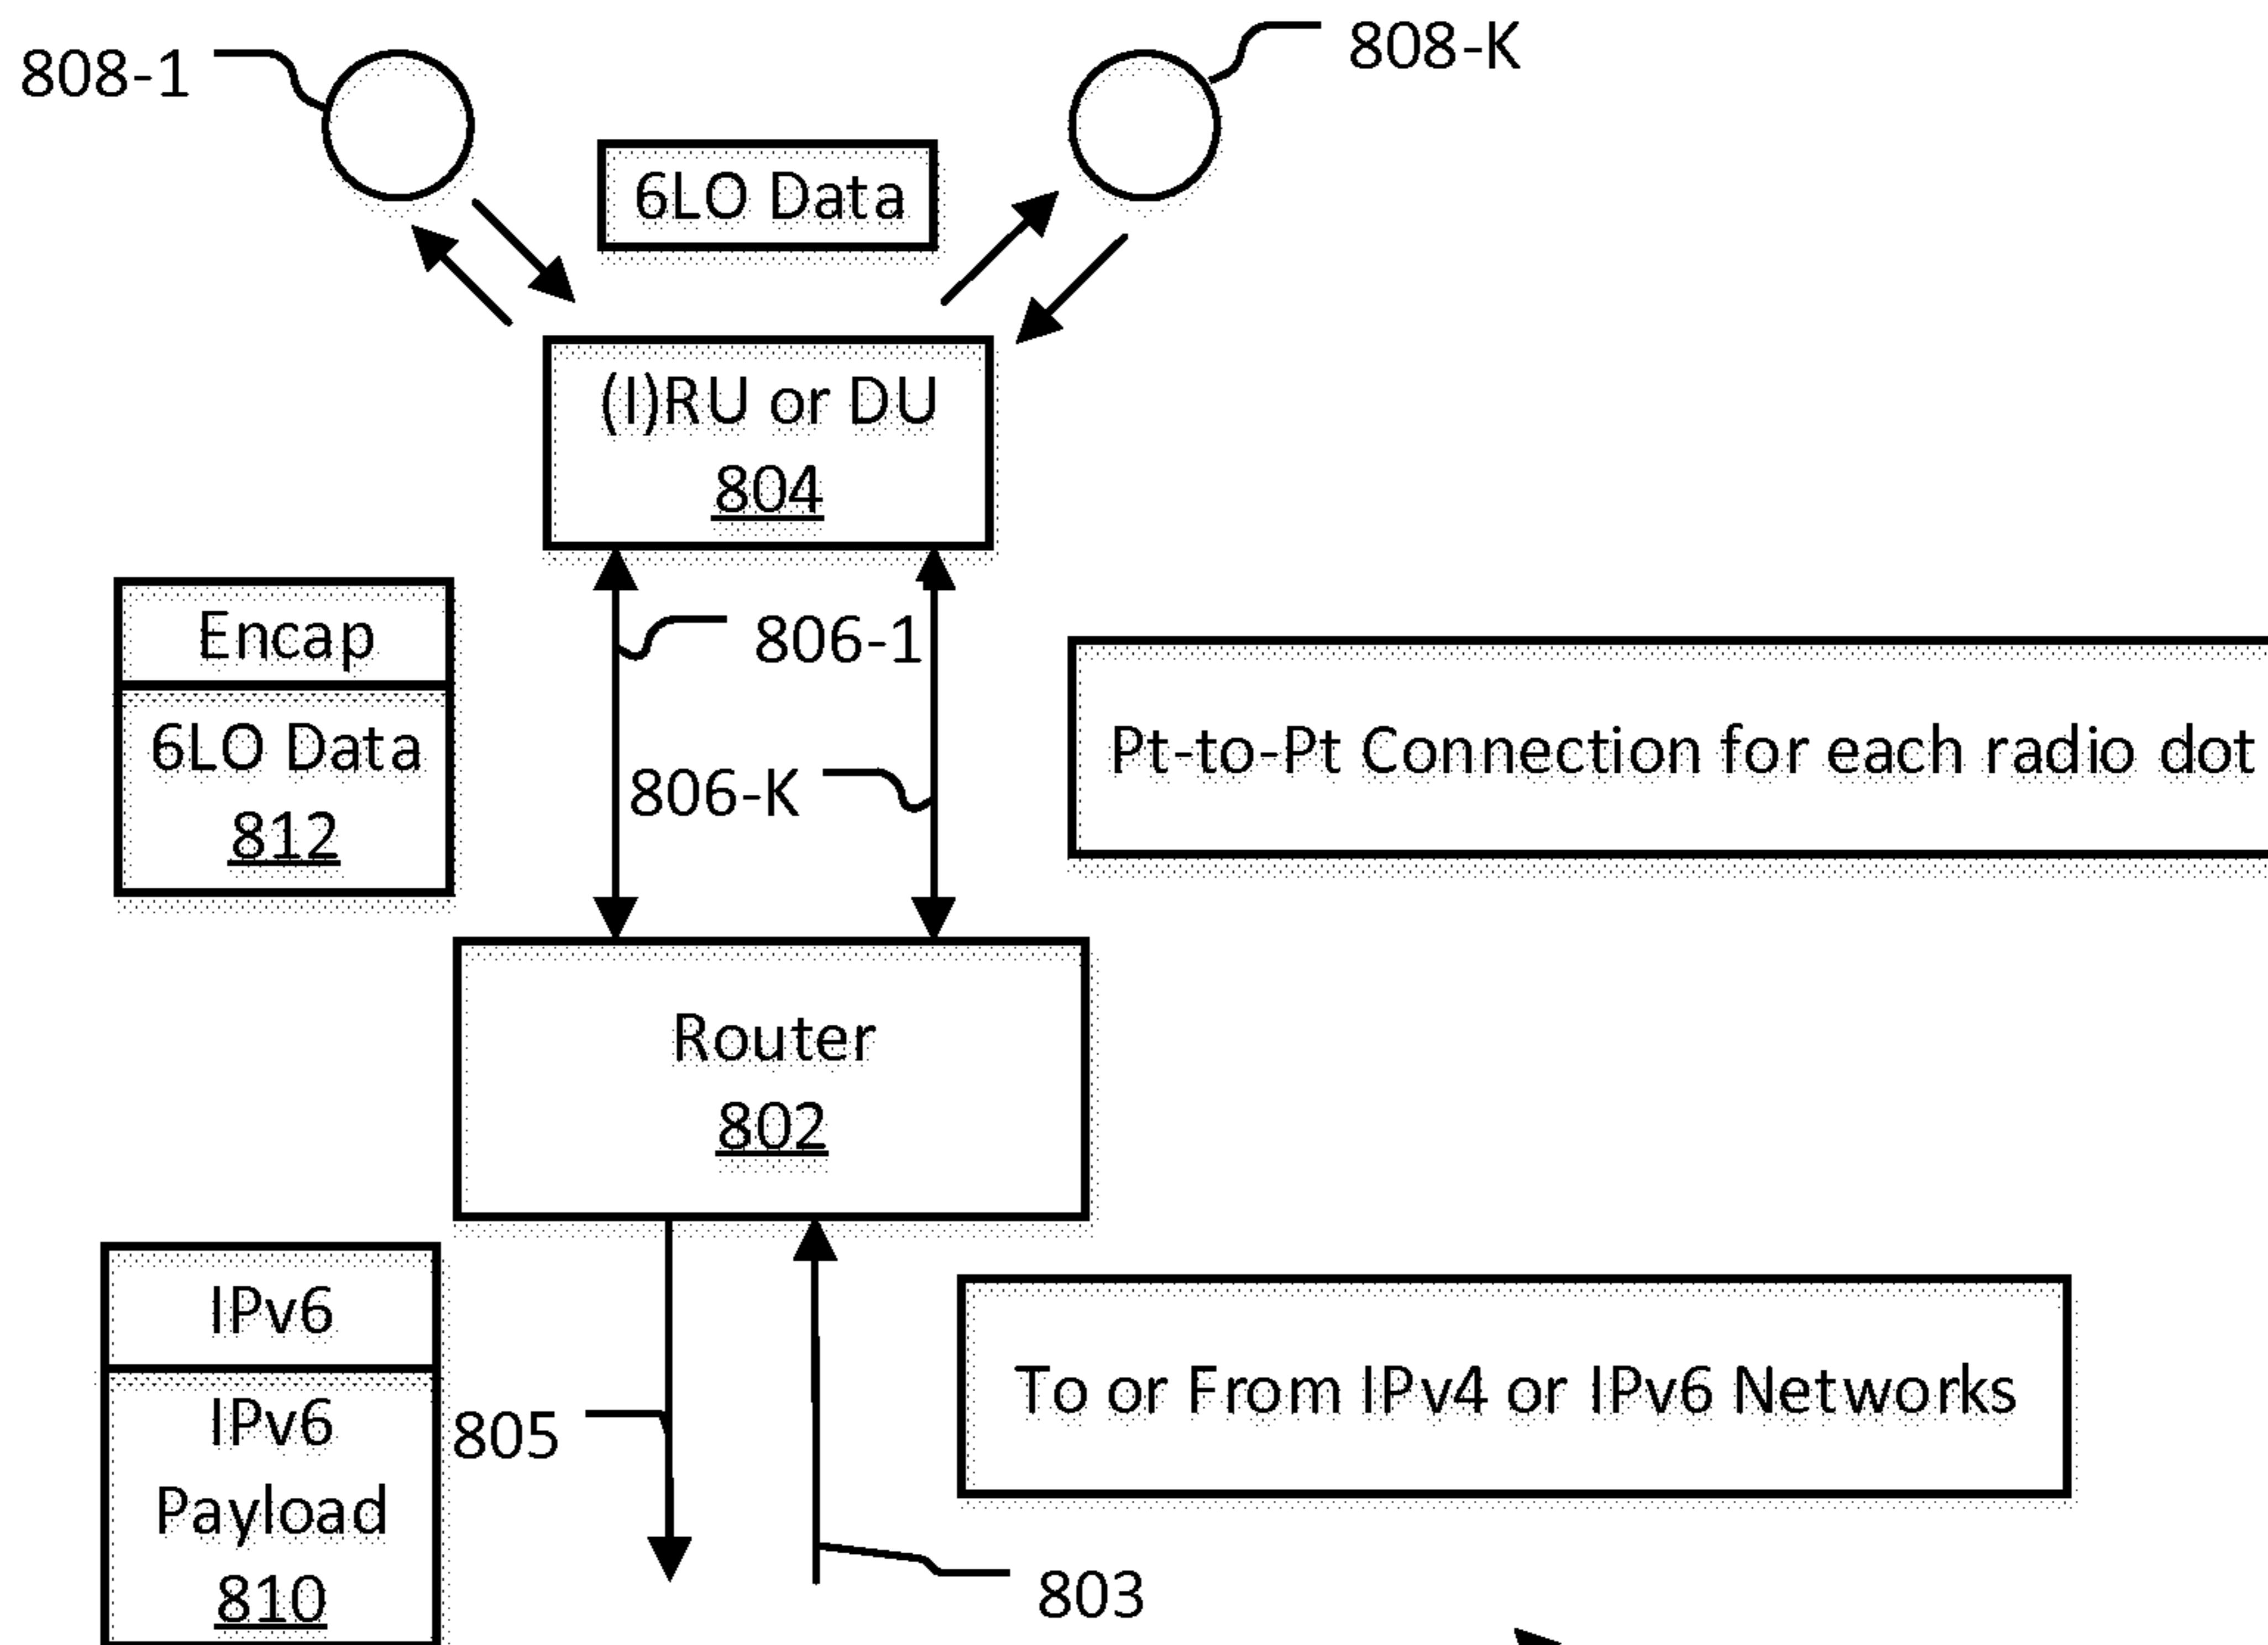 808-1
808-K
6LO Data
(I)RU or DU
804
Encap
806-1
6LO Data
812
Pt-to-Pt Connection for each radio dot
806-K
Router
802
IPv6
IPv6
Payload
810
805
To or From IPv4 or IPv6 Networks
803